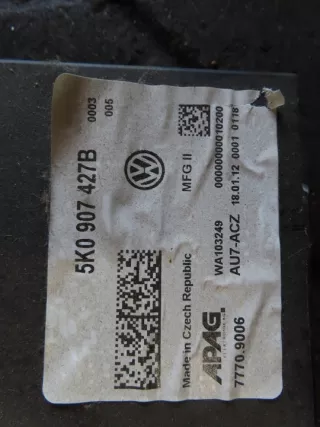 0003
005
5K0 907 427B
MFG II
Made in Czech Republic
APAG
00000000010200
18.01.12 0001 0118
WA103249
AU7-ACZ
7770.9006